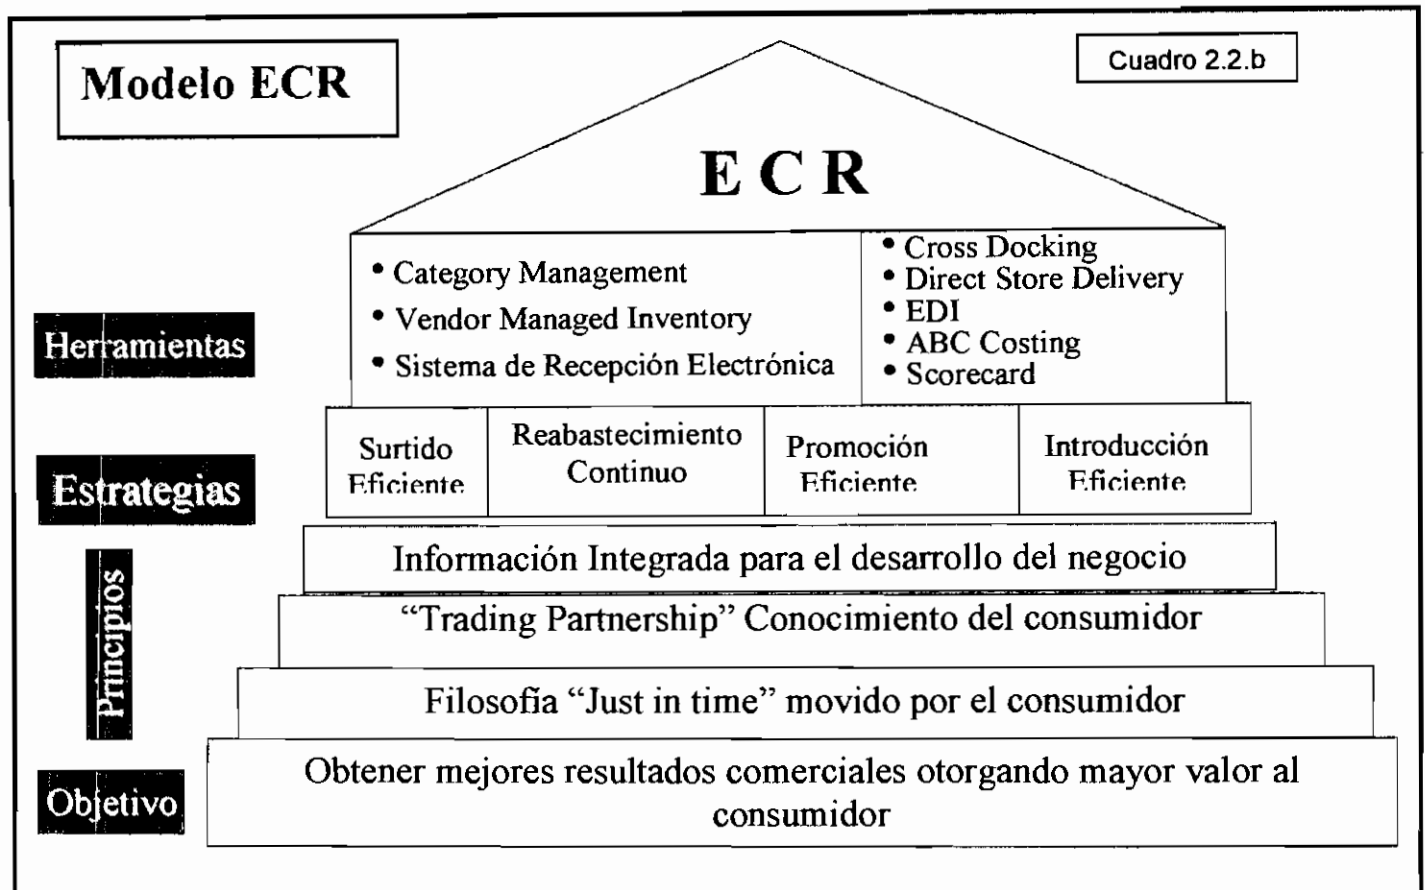 Modelo ECR
Cuadro 2.2.b
E C R
• Category Management
• Vendor Managed Inventory
• Sistema de Recepción Electrónica
• Cross Docking
• Direct Store Delivery
• EDI
• ABC Costing
• Scorecard
Herramientas
Surtido
Eficiente
Reabastecimiento
Continuo
Promoción
Eficiente
Introducción
Eficiente
Estrategias
Información Integrada para el desarrollo del negocio
“Trading Partnership” Conocimiento del consumidor
Filosofía “Just in time” movido por el consumidor
Principios
Obtener mejores resultados comerciales otorgando mayor valor al
consumidor
Objetivo